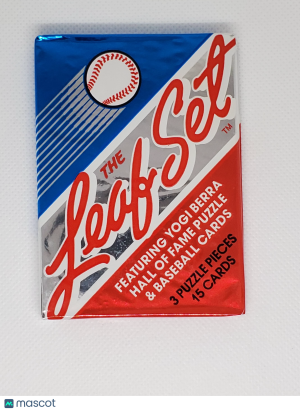 THE
Leaf Set
TM
FEATURING YOGI BERRA
HALL OF FAME PUZZLE
& BASEBALL CARDS
3 PUZZLE PIECES
15 CARDS
mascot